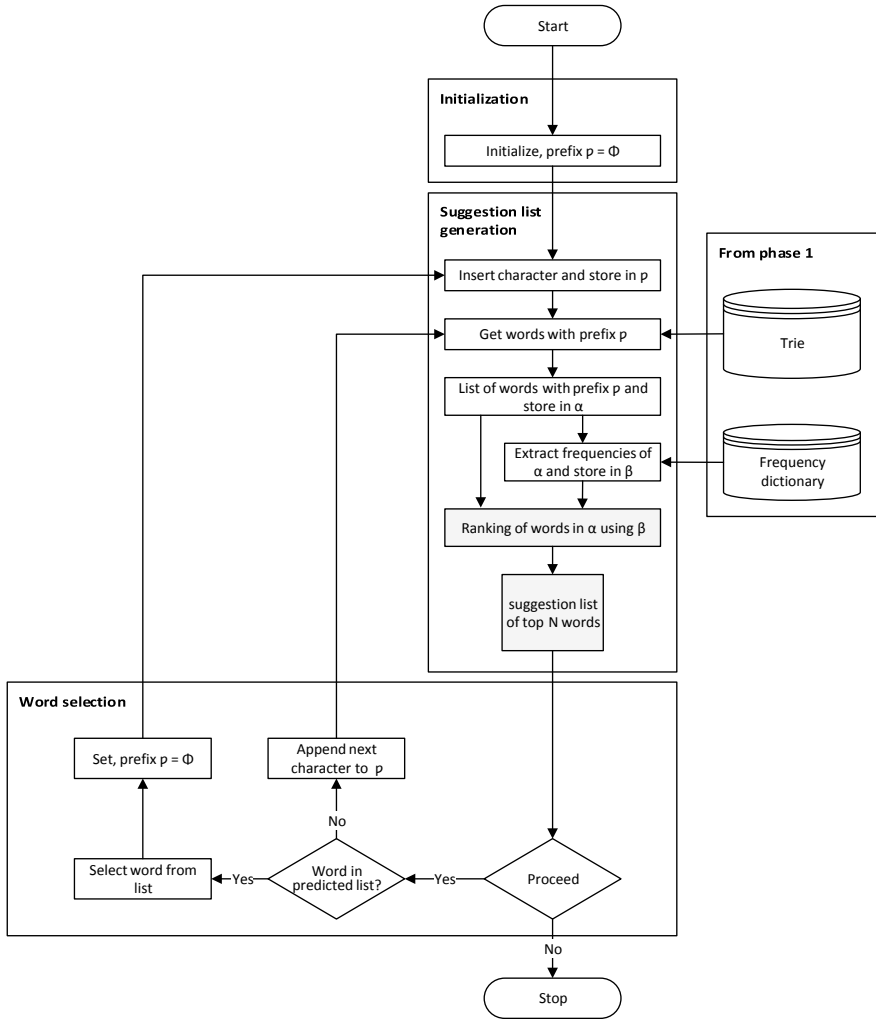 Start
Initialization
Initialize, prefix p = Φ
Suggestion list
generation
From phase 1
Insert character and store in p
Trie
Get words with prefix p
List of words with prefix p and
store in α
Extract frequencies of
α and store in β
Frequency
dictionary
Ranking of words in α using β
suggestion list
of top N words
Word selection
Set, prefix p = Φ
Append next
character to p
No
Select word from
list
Yes
Word in
predicted list?
Yes
Proceed
No
Stop